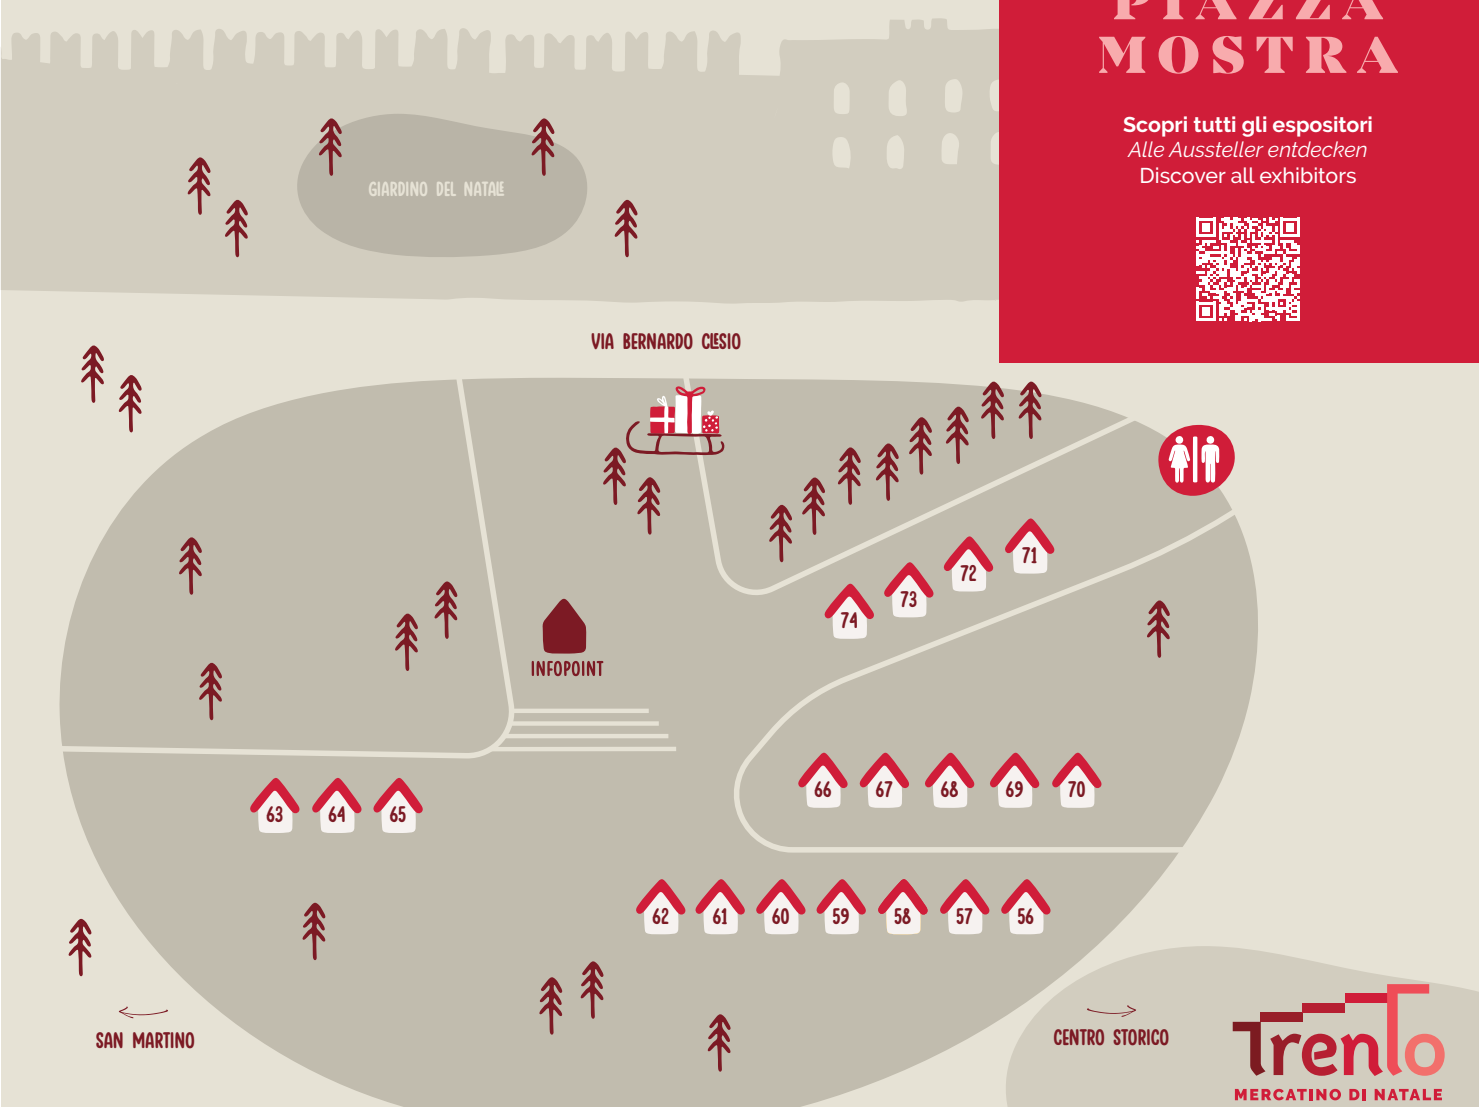 PIAZZA
MOSTRA
Scopri tutti gli espositori
Alle Aussteller entdecken
Discover all exhibitors
GIARDINO DEL NATALE
VIA BERNARDO CLESIO
71
72
73
74
INFOPOINT
66 67 68 69 70
63 64 65
62 61 60 59 58 57 56
SAN MARTINO
CENTRO STORICO
Trento
MERCATINO DI NATALE